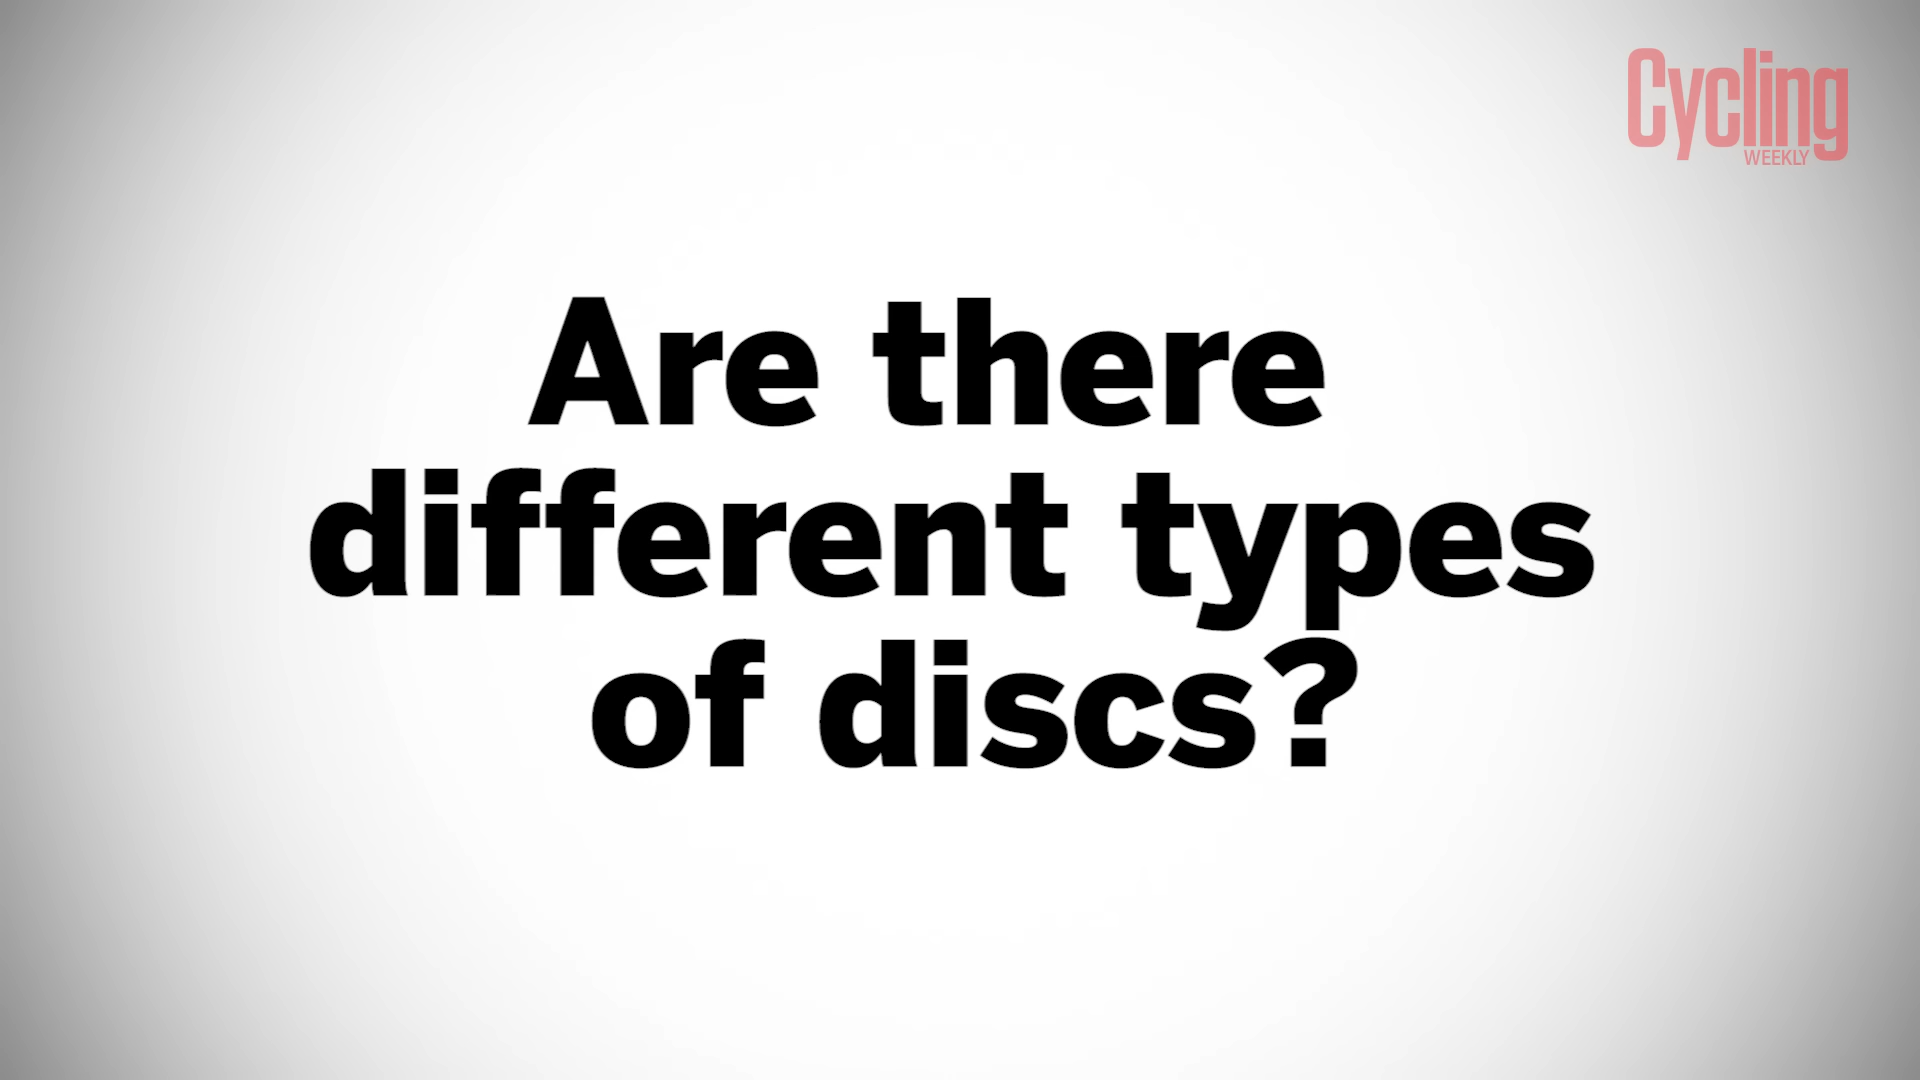 Cycling
WEEKLY
Are there
different types
of discs?